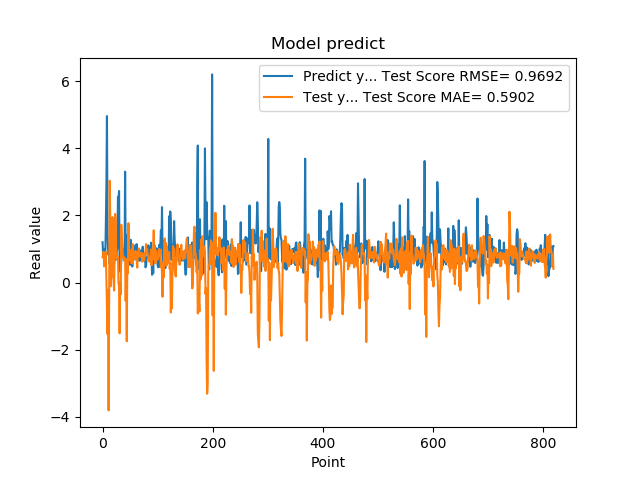 Model predict
Predict y... Test Score RMSE= 0.9692
Test y... Test Score MAE= 0.5902
Real value
6
4
2
0
−2
−4
0 200 400 600 800
Point